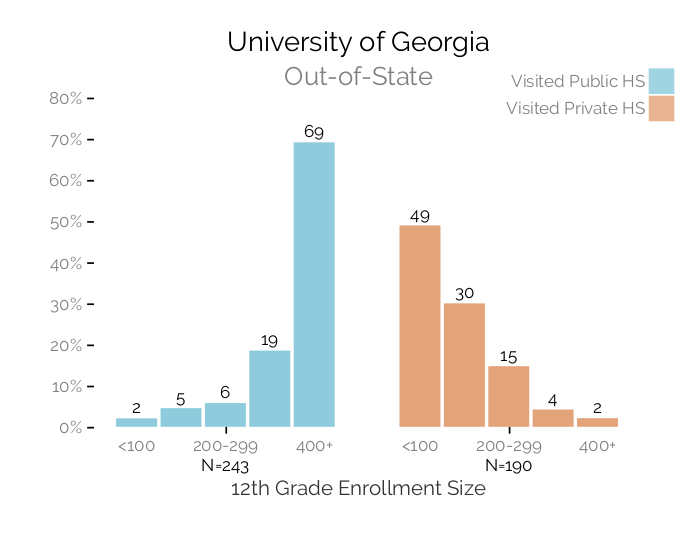 University of Georgia
Out-of-State
Visited Public HS
Visited Private HS
80%
70%
60%
50%
40%
30%
20%
10%
0%
2
5
6
19
69
49
30
15
4
2
<100 200-299 400+
<100 200-299 400+
N=243
N=190
12th Grade Enrollment Size